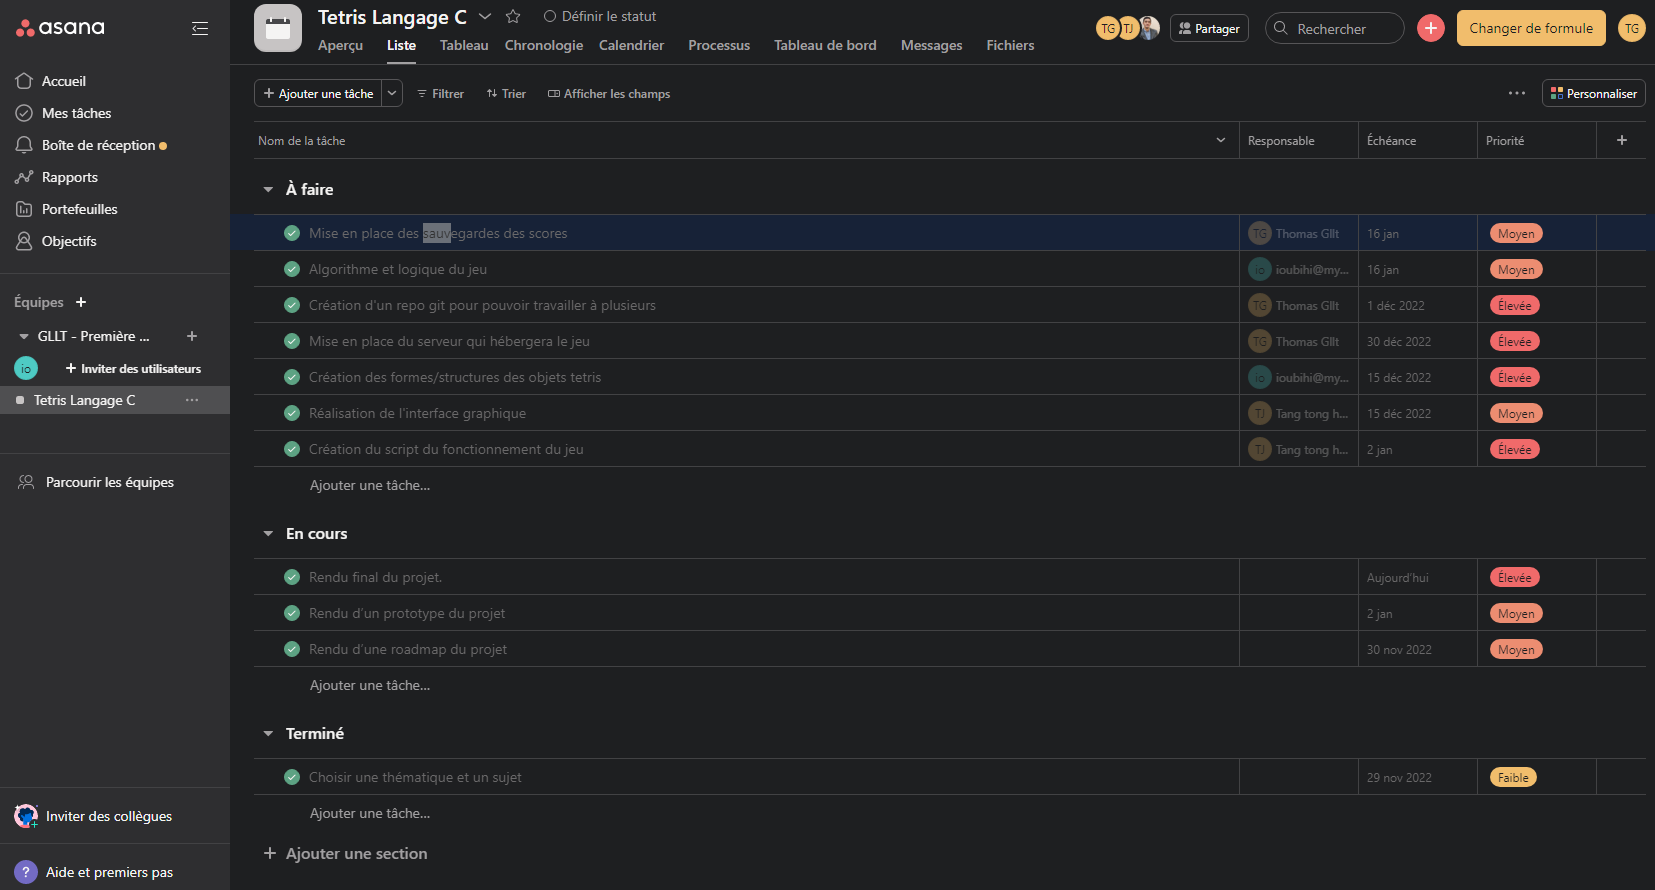 asana
Accueil
Mes tâches
Boîte de réception
Rapports
Portefeuilles
Objectifs
Équipes +
GLLT - Première ... +
io + Inviter des utilisateurs
Tetris Langage C ...
Parcourir les équipes
Inviter des collègues
? Aide et premiers pas
Tetris Langage C Définir le statut
Aperçu Liste Tableau Chronologie Calendrier Processus Tableau de bord Messages Fichiers
TG TJ Partager Rechercher + Changer de formule TG
+ Ajouter une tâche Filtrer Trier Afficher les champs ... Personnaliser
Nom de la tâche Responsable Échéance Priorité +
À faire
Mise en place des sauvegardes des scores TG Thomas Gllt 16 jan Moyen
Algorithme et logique du jeu io ioubihi@my... 16 jan Moyen
Création d'un repo git pour pouvoir travailler à plusieurs TG Thomas Gllt 1 déc 2022 Élevée
Mise en place du serveur qui hébergera le jeu TG Thomas Gllt 30 déc 2022 Élevée
Création des formes/structures des objets tetris io ioubihi@my... 15 déc 2022 Élevée
Réalisation de l'interface graphique TJ Tang tong h... 15 déc 2022 Moyen
Création du script du fonctionnement du jeu TJ Tang tong h... 2 jan Élevée
Ajouter une tâche...
En cours
Rendu final du projet. Aujourd'hui Élevée
Rendu d'un prototype du projet 2 jan Moyen
Rendu d'une roadmap du projet 30 nov 2022 Moyen
Ajouter une tâche...
Terminé
Choisir une thématique et un sujet 29 nov 2022 Faible
Ajouter une tâche...
+ Ajouter une section